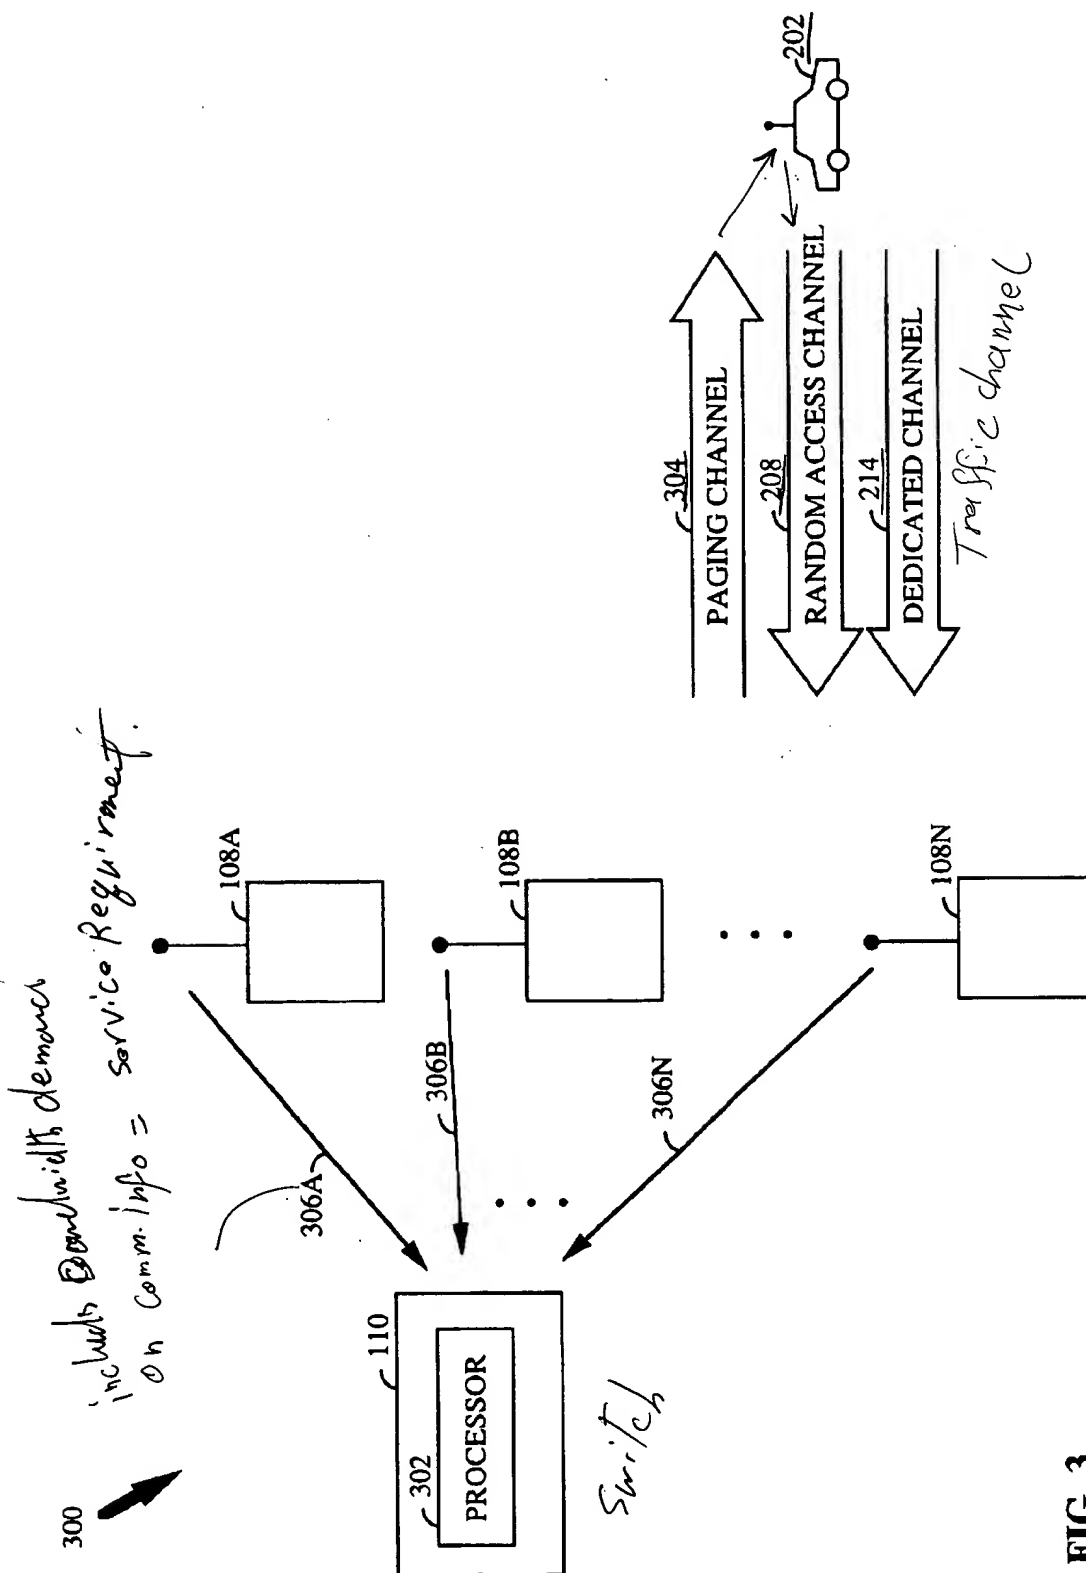 300
includes Bandwidth demand
on comm. info = service Requirement.
108A
108B
108N
306A
306B
306N
110
302
PROCESSOR
Switch
202
304
PAGING CHANNEL
208
RANDOM ACCESS CHANNEL
214
DEDICATED CHANNEL
Traffic channel
FIG. 3